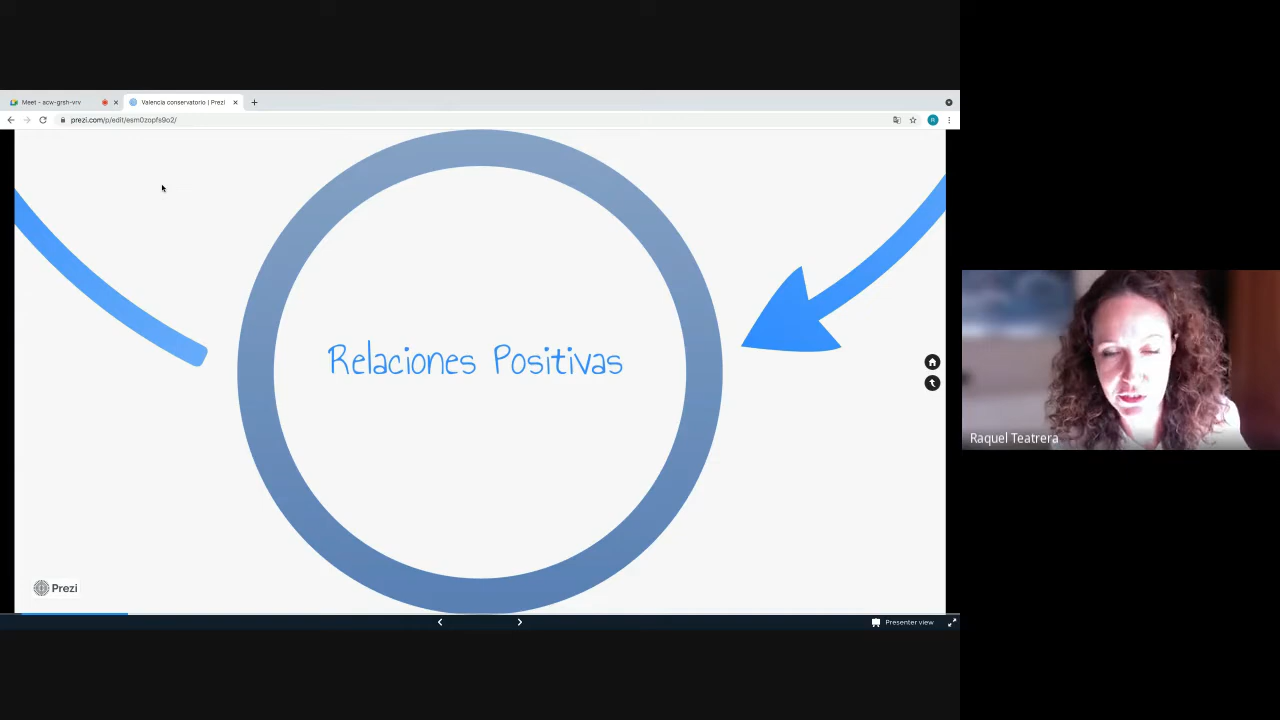 Meet - acw-grsh-vrv
Valencia conservatorio | Prezi
prezi.com/p/edit/esm0zopfs9o2/
R
Relaciones Positivas
Raquel Teatrera
Prezi
Presenter view